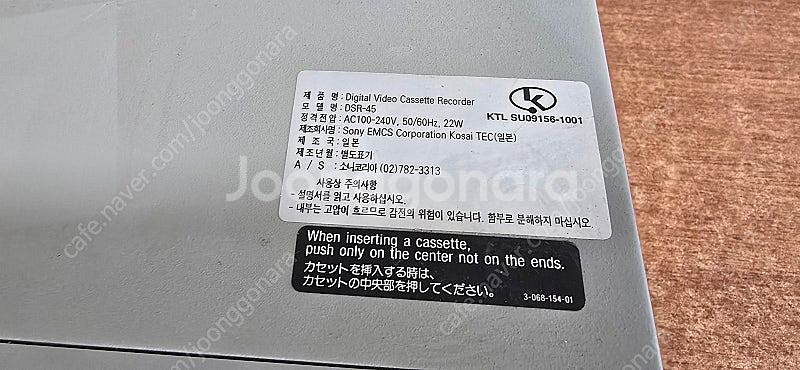 제 품 명 : Digital Video Cassette Recorder
모 델 명 : DSR-45
정격전압 : AC100-240V, 50/60Hz, 22W
제조회사명 : Sony EMCS Corporation Kosai TEC(일본)
제 조 국 : 일본
제조년월 : 별도표기
A / S : 소니코리아 (02)782-3313
사용상 주의사항
- 설명서를 읽고 사용하십시오.
- 내부는 고압이 흐르므로 감전의 위험이 있습니다. 함부로 분해하지 마십시오.
K
KTL SU09156-1001
When inserting a cassette,
push only on the center not on the ends.
カセットを挿入する時は、
カセットの中央部を押してください。
3-068-154-01
Joonggonara
cafe.naver.com/joonggonara